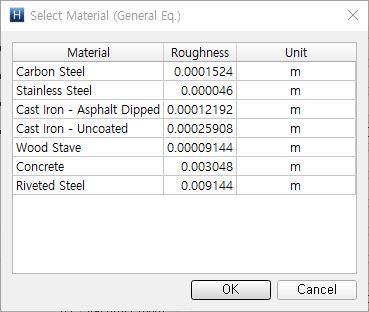 H Select Material (General Eq.)
Material Roughness Unit
Carbon Steel 0.0001524 m
Stainless Steel 0.000046 m
Cast Iron - Asphalt Dipped 0.00012192 m
Cast Iron - Uncoated 0.00025908 m
Wood Stave 0.00009144 m
Concrete 0.003048 m
Riveted Steel 0.009144 m
OK Cancel